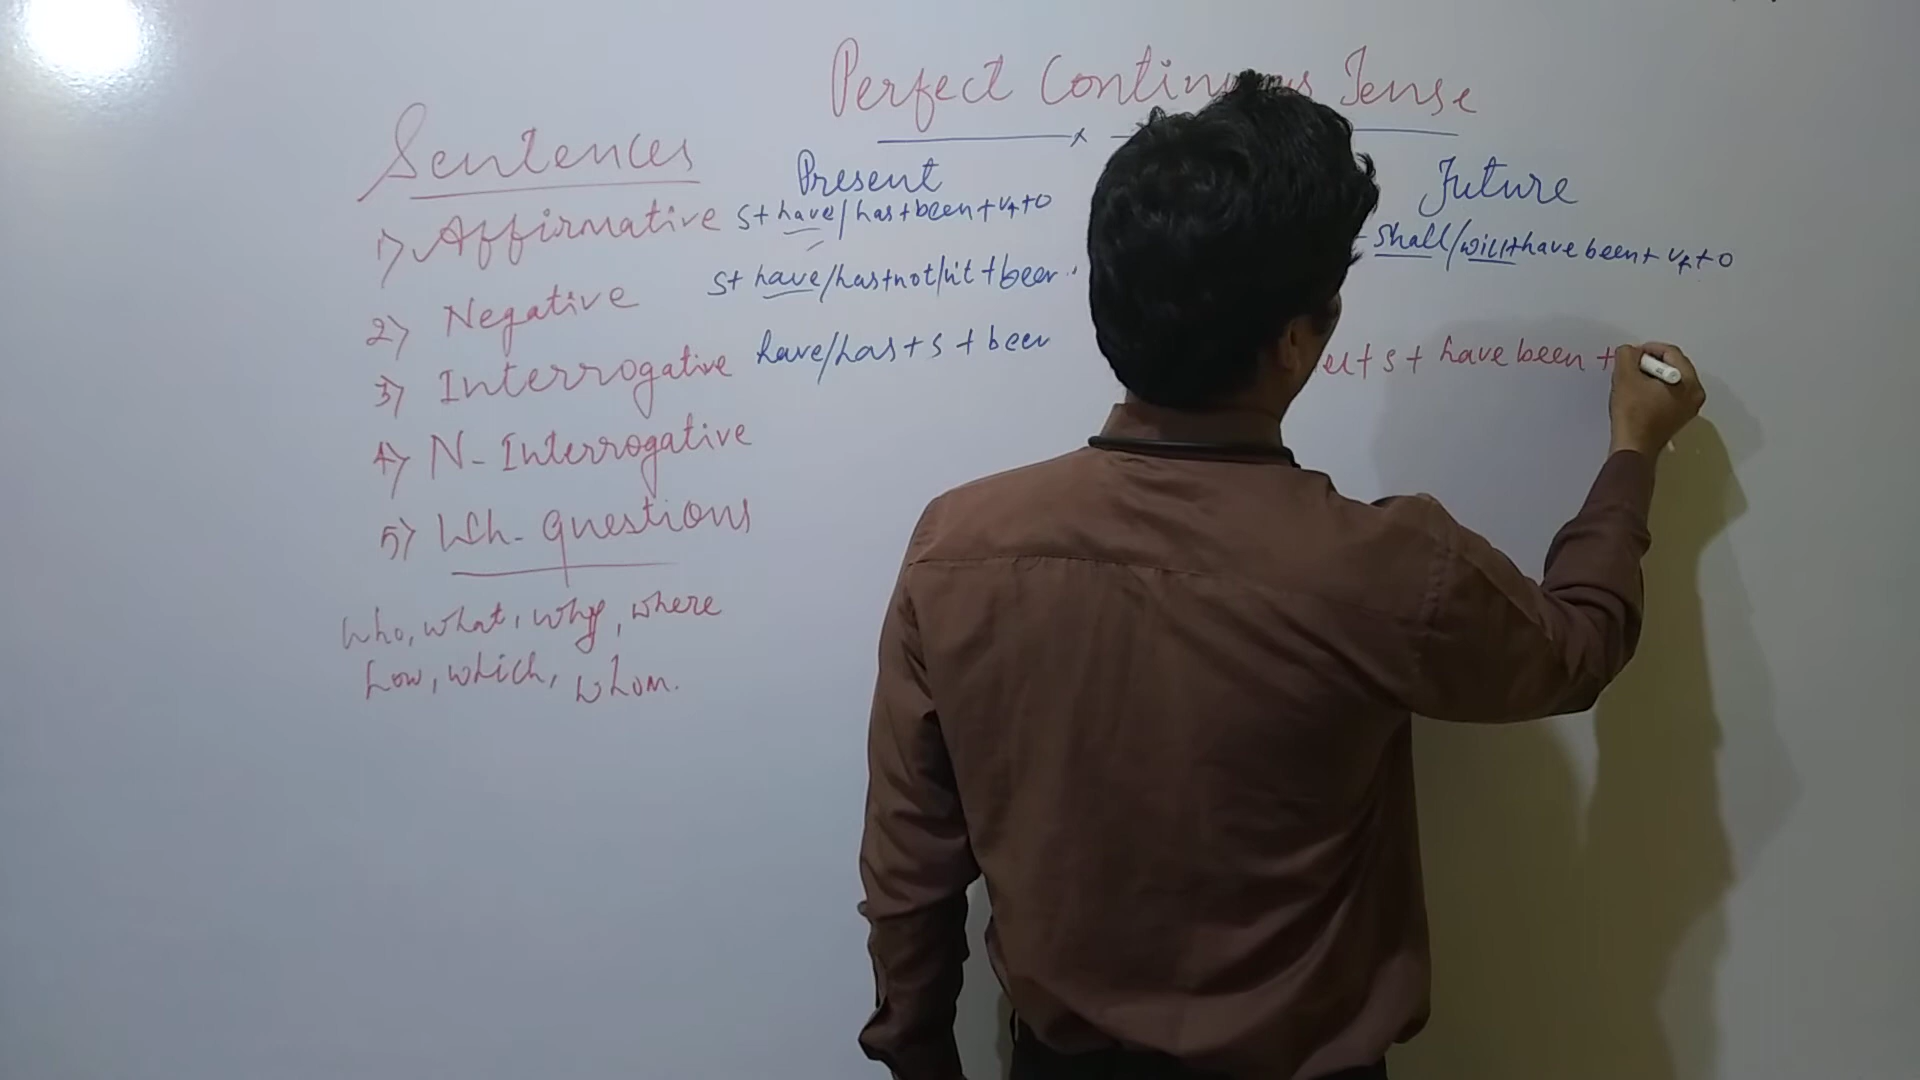 Perfect Continuous Tense
Sentences
Present
Future
1) Affirmative
S + have/has + been + v4 + o
shall/will + have been + v4 + o
2) Negative
S + have/has + not/n't + been
3) Interrogative
have/has + s + been
+ s + have been +
4) N- Interrogative
5) Wh- questions
who, what, why, where
how, which, whom.